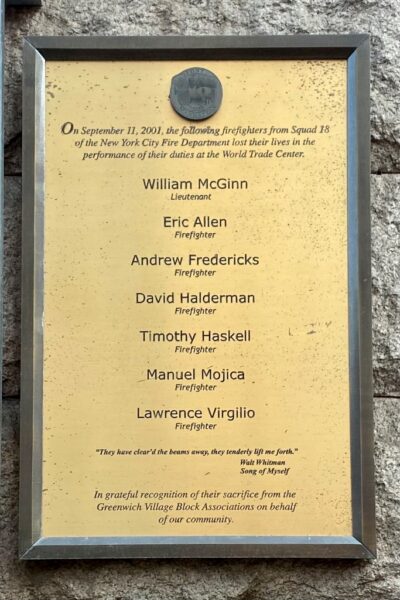 On September 11, 2001, the following firefighters from Squad 18
of the New York City Fire Department lost their lives in the
performance of their duties at the World Trade Center.
William McGinn
Lieutenant
Eric Allen
Firefighter
Andrew Fredericks
Firefighter
David Halderman
Firefighter
Timothy Haskell
Firefighter
Manuel Mojica
Firefighter
Lawrence Virgilio
Firefighter
"They have clear'd the beams away, they tenderly lift me forth."
Walt Whitman
Song of Myself
In grateful recognition of their sacrifice from the
Greenwich Village Block Associations on behalf
of our community.